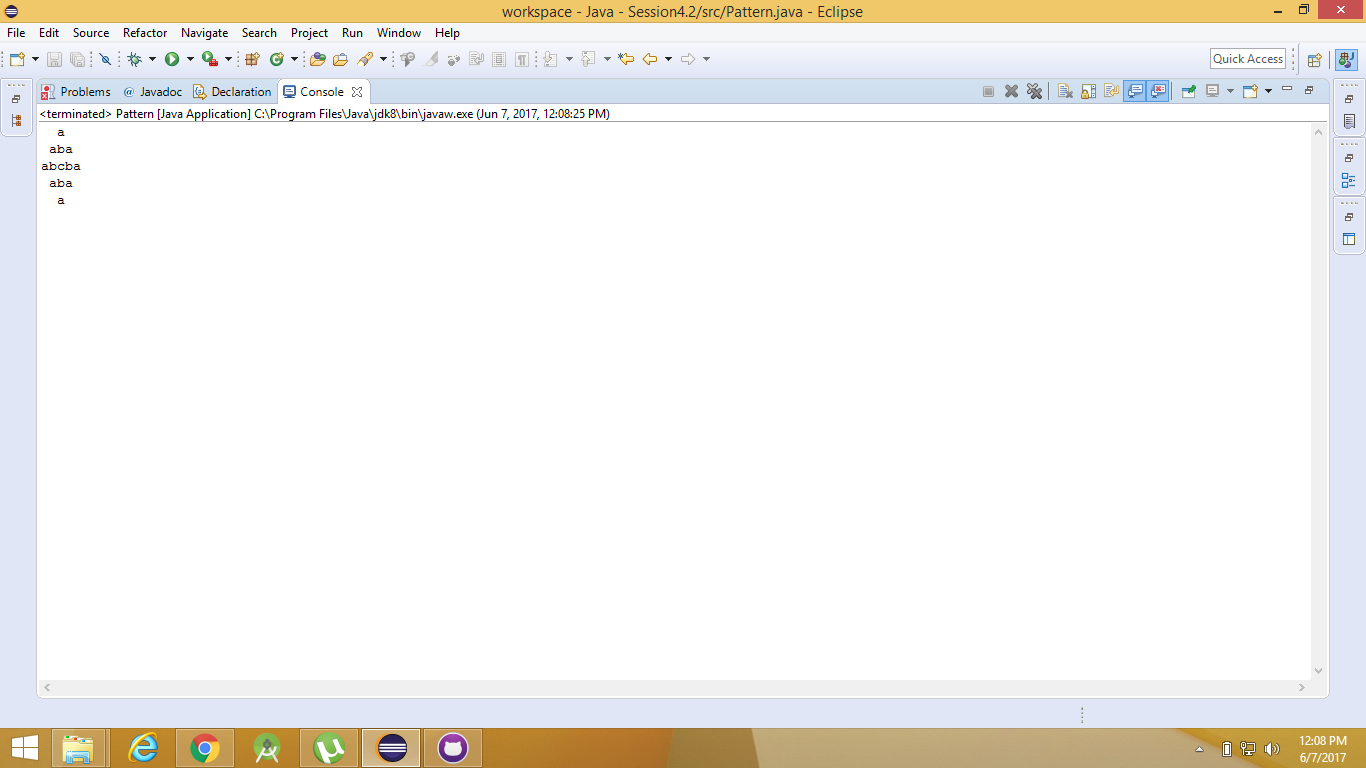 workspace - Java - Session4.2/src/Pattern.java - Eclipse
File Edit Source Refactor Navigate Search Project Run Window Help
Quick Access
Problems @ Javadoc Declaration Console
<terminated> Pattern [Java Application] C:\Program Files\Java\jdk8\bin\javaw.exe (Jun 7, 2017, 12:08:25 PM)
  a
 aba
abcba
 aba
  a
12:08 PM
6/7/2017